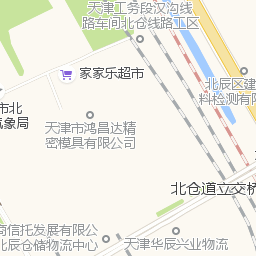 天津工务段汉沟线
路车间北仓线路工区
家家乐超市
北辰区建
料检测有限
市北
气象局
天津市鸿昌达精
密模具有限公司
北仓道立交桥
商信托发展有限公
北辰仓储物流中心
天津华辰兴业物流